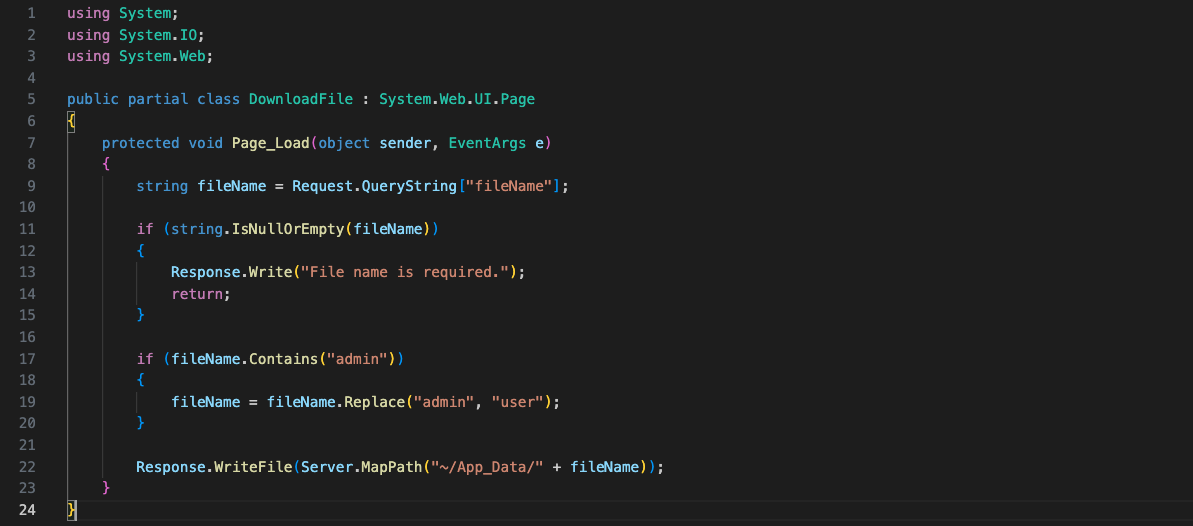 1 using System;
2 using System.IO;
3 using System.Web;
4
5 public partial class DownloadFile : System.Web.UI.Page
6 {
7     protected void Page_Load(object sender, EventArgs e)
8     {
9         string fileName = Request.QueryString["fileName"];
10
11         if (string.IsNullOrEmpty(fileName))
12         {
13             Response.Write("File name is required.");
14             return;
15         }
16
17         if (fileName.Contains("admin"))
18         {
19             fileName = fileName.Replace("admin", "user");
20         }
21
22         Response.WriteFile(Server.MapPath("~/App_Data/" + fileName));
23     }
24 }